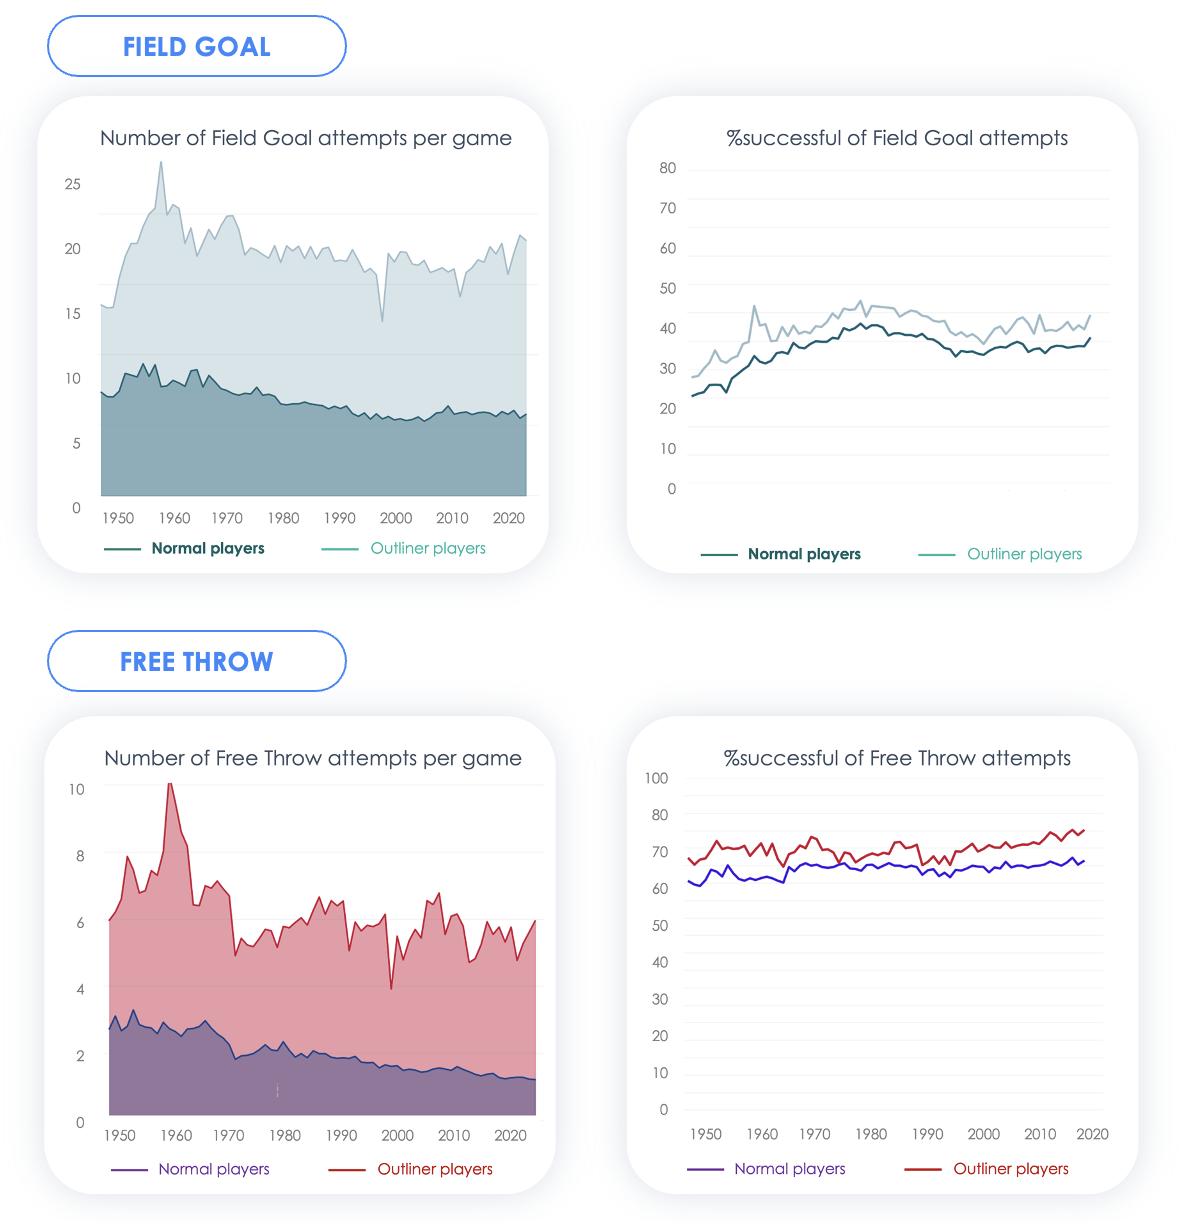 FIELD GOAL
Number of Field Goal attempts per game
25
20
15
10
5
0
1950 1960 1970 1980 1990 2000 2010 2020
Normal players Outliner players
%successful of Field Goal attempts
80
70
60
50
40
30
20
10
0
Normal players Outliner players
FREE THROW
Number of Free Throw attempts per game
10
8
6
4
2
0
1950 1960 1970 1980 1990 2000 2010 2020
Normal players Outliner players
%successful of Free Throw attempts
100
80
70
60
50
40
30
20
10
0
1950 1960 1970 1980 1990 2000 2010 2020
Normal players Outliner players